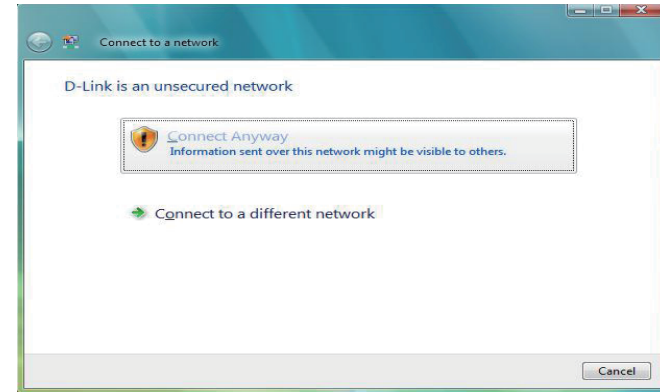 Connect to a network
D-Link is an unsecured network
Connect Anyway
Information sent over this network might be visible to others.
Connect to a different network
Cancel